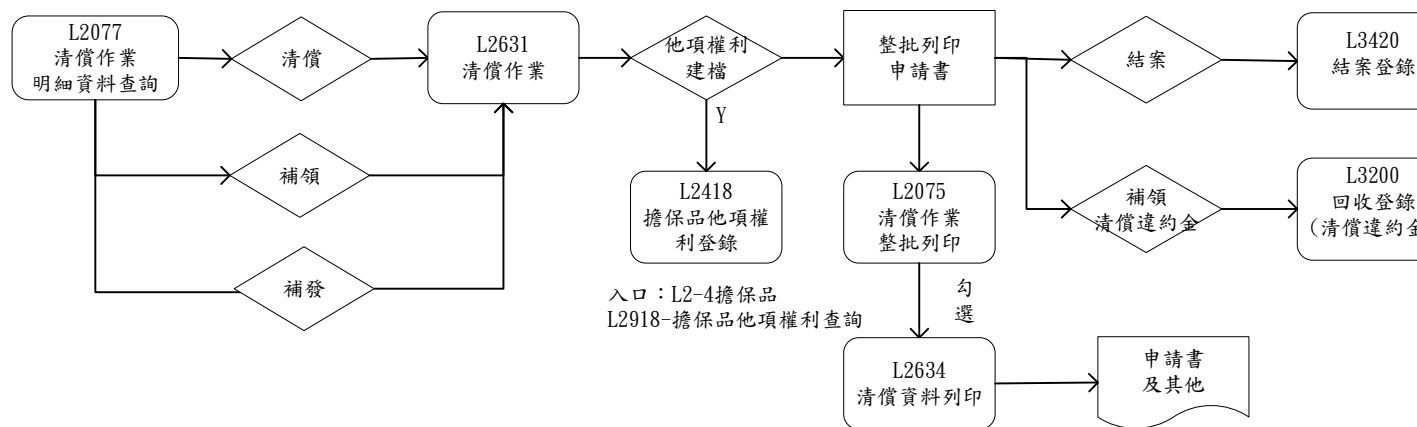 L2077
清償作業
明細資料查詢
清償
L2631
清償作業
他項權利
建檔
整批列印
申請書
結案
L3420
結案登錄
Y
補領
L2418
擔保品他項權
利登錄
L2075
清償作業
整批列印
補領
清償違約金
L3200
回收登錄
(清償違約金
補發
入口：L2-4擔保品
L2918-擔保品他項權利查詢
勾
選
L2634
清償資料列印
申請書
及其他